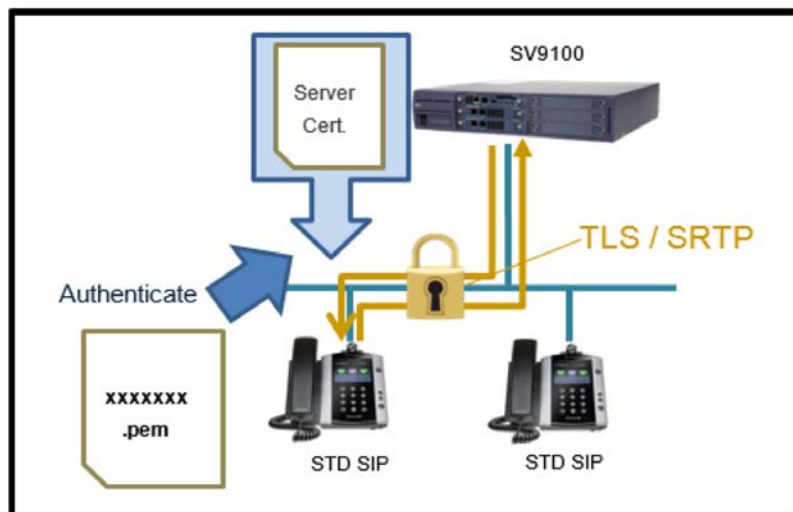 SV9100
Server
Cert.
TLS / SRTP
Authenticate
xxxxxxx
.pem
STD SIP
STD SIP